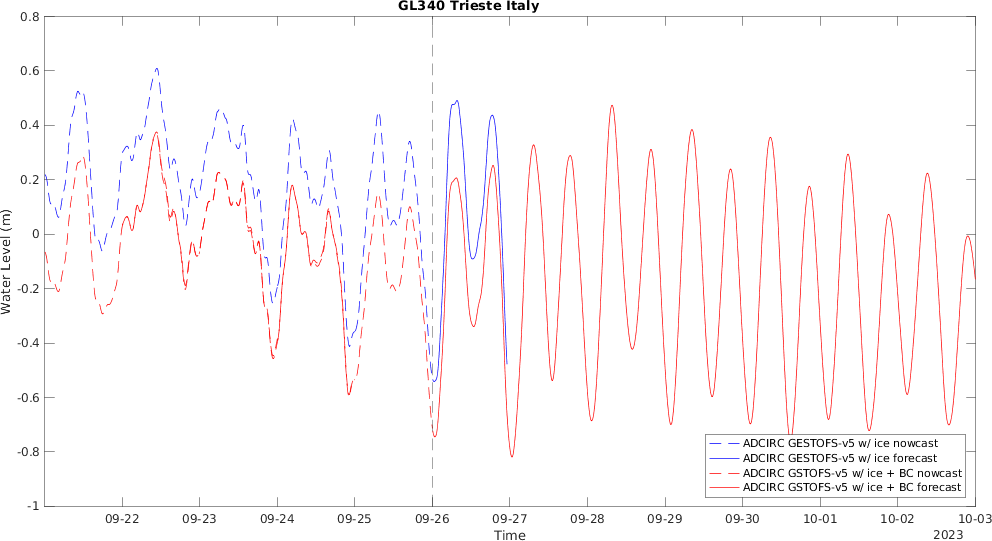 GL340 Trieste Italy
0.8
0.6
0.4
0.2
0
-0.2
-0.4
-0.6
-0.8
-1
Water Level (m)
09-22 09-23 09-24 09-25 09-26 09-27 09-28 09-29 09-30 10-01 10-02 10-03
Time
2023
ADCIRC GESTOFS-v5 w/ ice nowcast
ADCIRC GESTOFS-v5 w/ ice forecast
ADCIRC GSTOFS-v5 w/ ice + BC nowcast
ADCIRC GSTOFS-v5 w/ ice + BC forecast